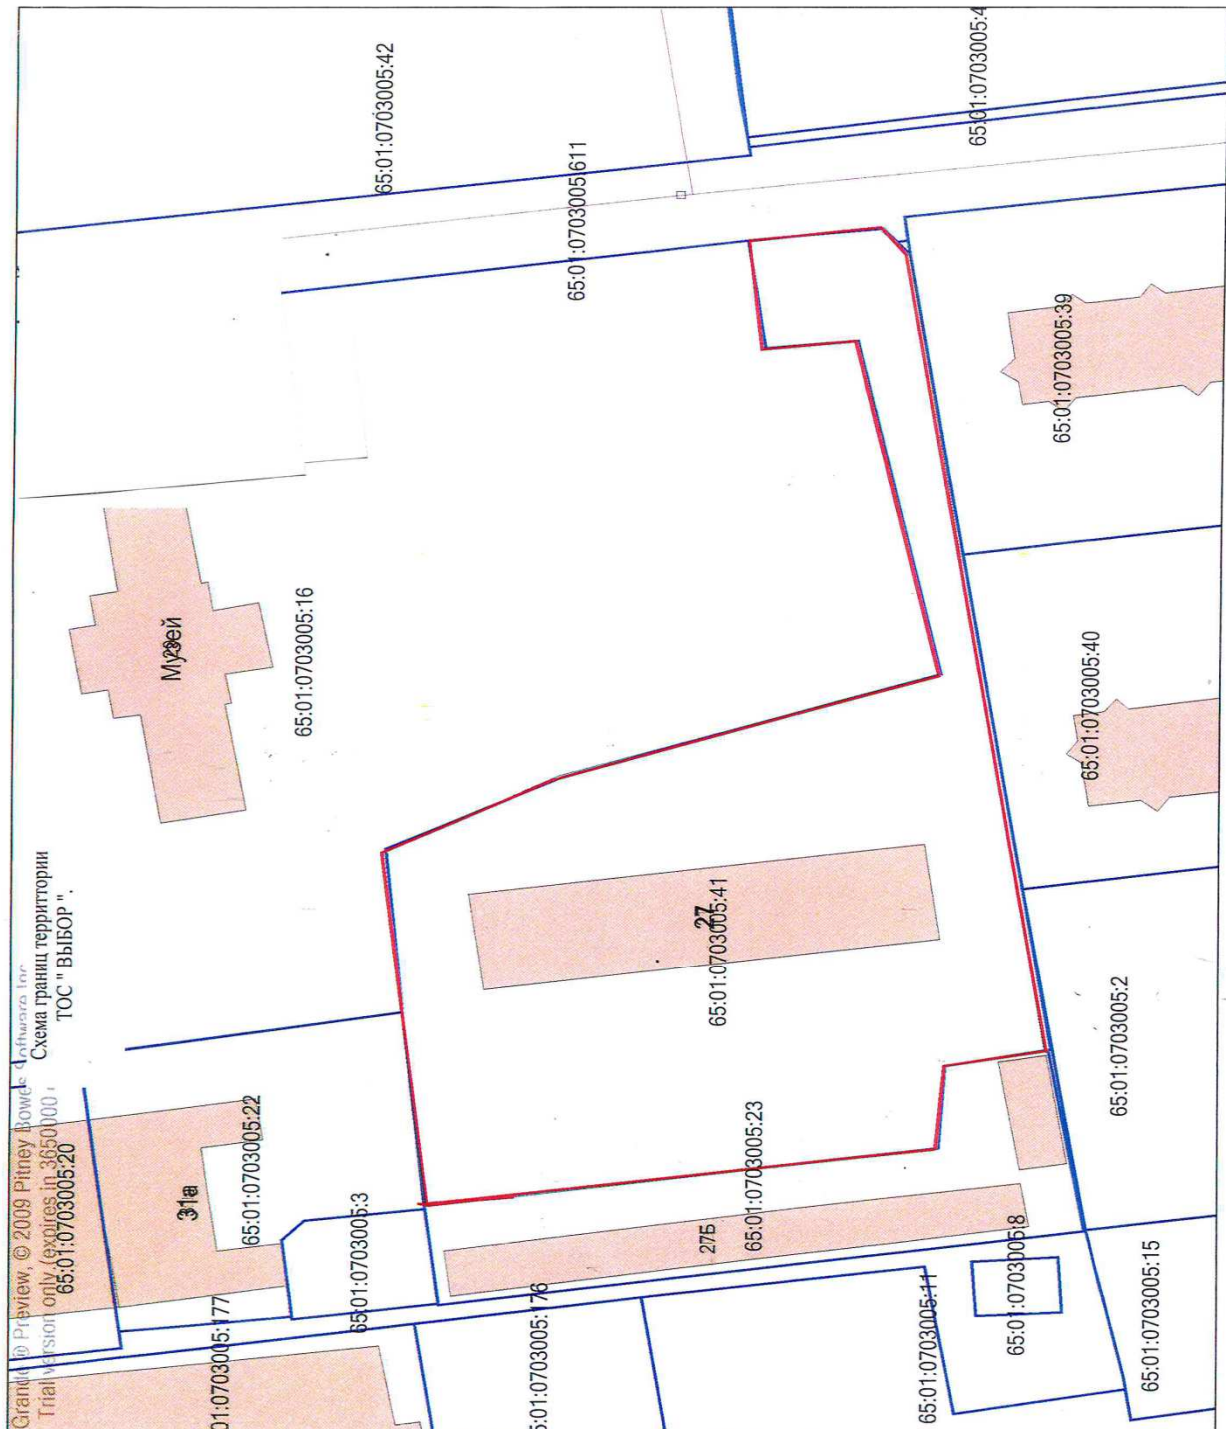 Grande @ Preview, © 2009 Pitney Bowes Software Inc
Trial version only (expires in 3650000
Схема границ территории
ТОС " ВЫБОР ".
65:01:0703005:20
31а
65:01:0703005:22
01:0703005:177
65:01:0703005:3
Музей
65:01:0703005:16
65:01:0703005:42
65:01:0703005:611
65:01:0703005:4
65:01:0703005:39
65:01:0703005:40
27
65:01:0703005:41
27Б
65:01:0703005:23
65:01:0703005:2
5:01:0703005:176
65:01:0703005:11
65:01:0703005:8
65:01:0703005:15